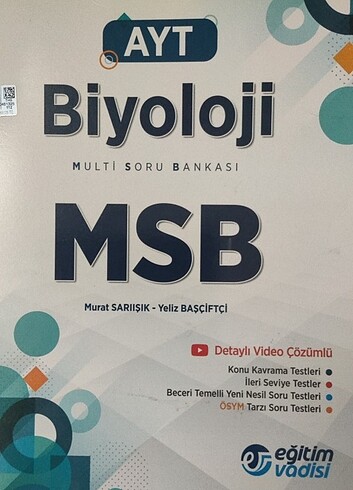 AYT
Biyoloji
MULTİ SORU BANKASI
MSB
Murat SARIIŞIK - Yeliz BAŞÇİFTÇİ
Detaylı Video Çözümlü
Konu Kavrama Testleri
İleri Seviye Testler
Beceri Temelli Yeni Nesil Soru Testleri
ÖSYM Tarzı Soru Testleri
eğitim
vadisi